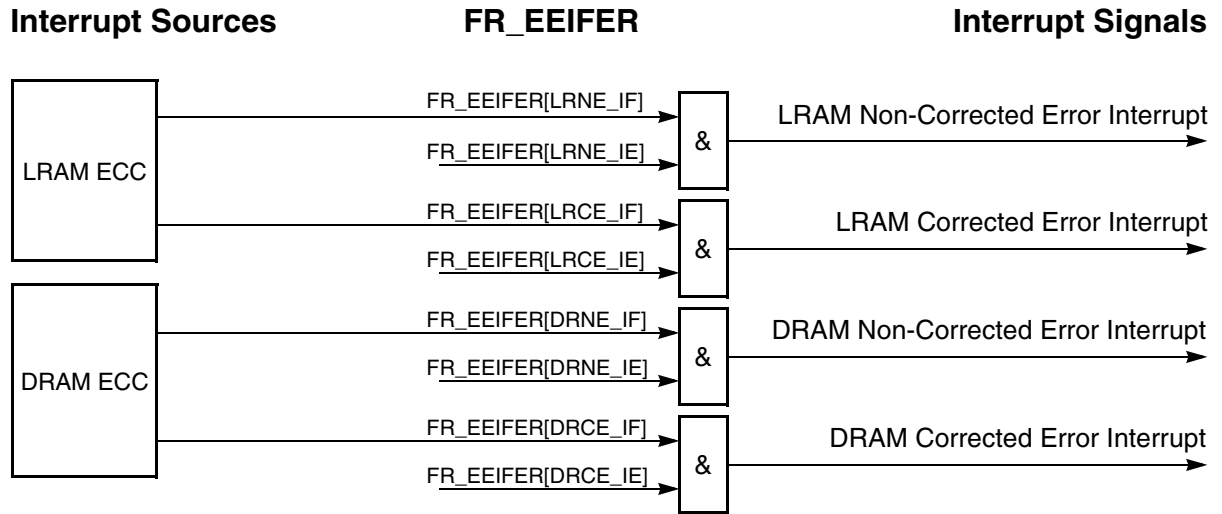 Interrupt Sources FR_EEIFER Interrupt Signals
FR_EEIFER[LRNE_IF]
LRAM Non-Corrected Error Interrupt
&
FR_EEIFER[LRNE_IE]
LRAM ECC
FR_EEIFER[LRCE_IF]
LRAM Corrected Error Interrupt
&
FR_EEIFER[LRCE_IE]
FR_EEIFER[DRNE_IF]
DRAM Non-Corrected Error Interrupt
&
FR_EEIFER[DRNE_IE]
DRAM ECC
FR_EEIFER[DRCE_IF]
DRAM Corrected Error Interrupt
&
FR_EEIFER[DRCE_IE]